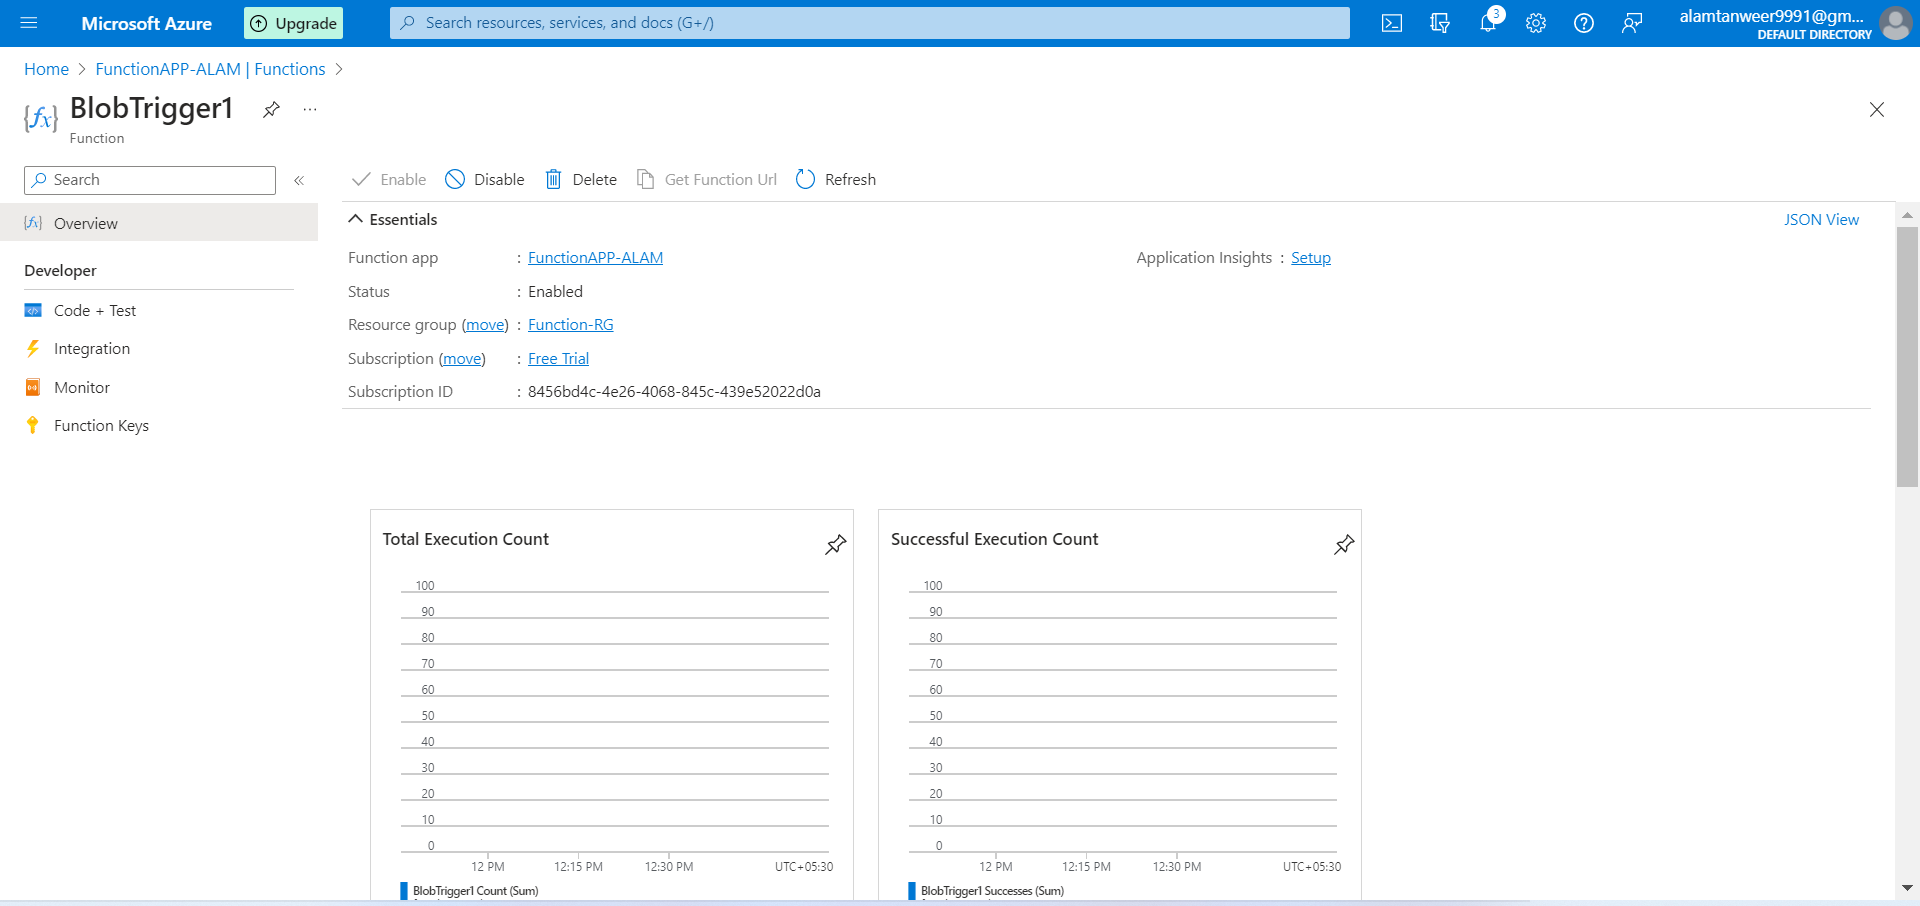 Microsoft Azure
Upgrade
Search resources, services, and docs (G+/)
3
alamtanweer9991@gm...
DEFAULT DIRECTORY
Home > FunctionAPP-ALAM | Functions >
{fx}
BlobTrigger1
...
Function
Search
«
Enable
Disable
Delete
Get Function Url
Refresh
{fx} Overview
Essentials
JSON View
Function app : FunctionAPP-ALAM
Application Insights : Setup
Status : Enabled
Resource group (move) : Function-RG
Subscription (move) : Free Trial
Subscription ID : 8456bd4c-4e26-4068-845c-439e52022d0a
Developer
Code + Test
Integration
Monitor
Function Keys
Total Execution Count
100
90
80
70
60
50
40
30
20
10
0
12 PM 12:15 PM 12:30 PM UTC+05:30
BlobTrigger1 Count (Sum)
Successful Execution Count
100
90
80
70
60
50
40
30
20
10
0
12 PM 12:15 PM 12:30 PM UTC+05:30
BlobTrigger1 Successes (Sum)